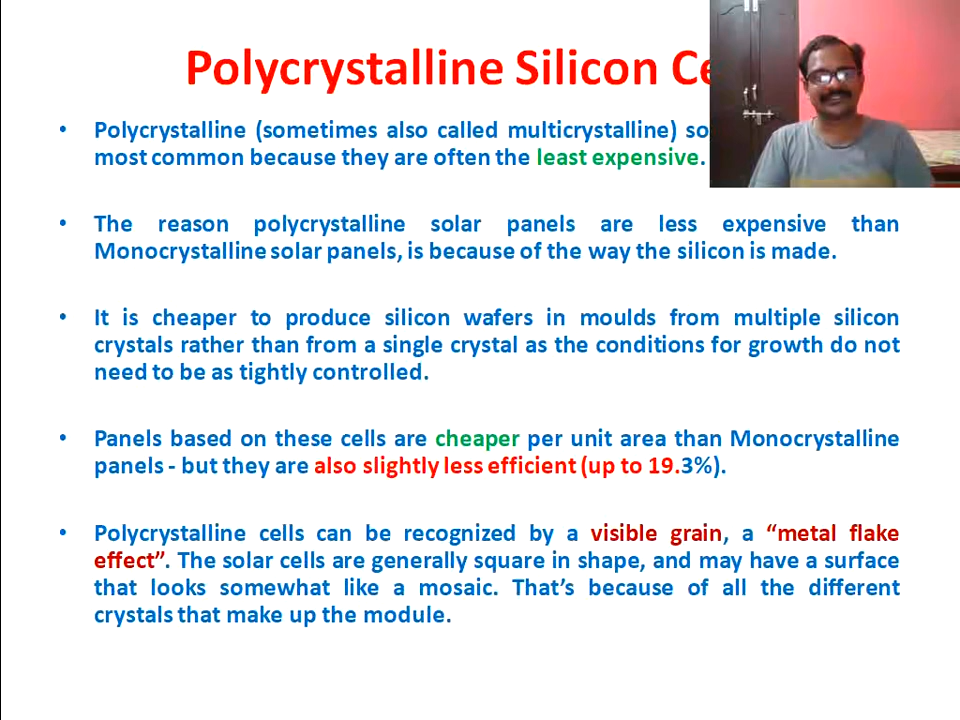 Polycrystalline Silicon
• Polycrystalline (sometimes also called multicrystalline)
most common because they are often the least expensive.
• The reason polycrystalline solar panels are less expensive than
Monocrystalline solar panels, is because of the way the silicon is made.
• It is cheaper to produce silicon wafers in moulds from multiple silicon
crystals rather than from a single crystal as the conditions for growth do not
need to be as tightly controlled.
• Panels based on these cells are cheaper per unit area than Monocrystalline
panels - but they are also slightly less efficient (up to 19.3%).
• Polycrystalline cells can be recognized by a visible grain, a “metal flake
effect”. The solar cells are generally square in shape, and may have a surface
that looks somewhat like a mosaic. That’s because of all the different
crystals that make up the module.